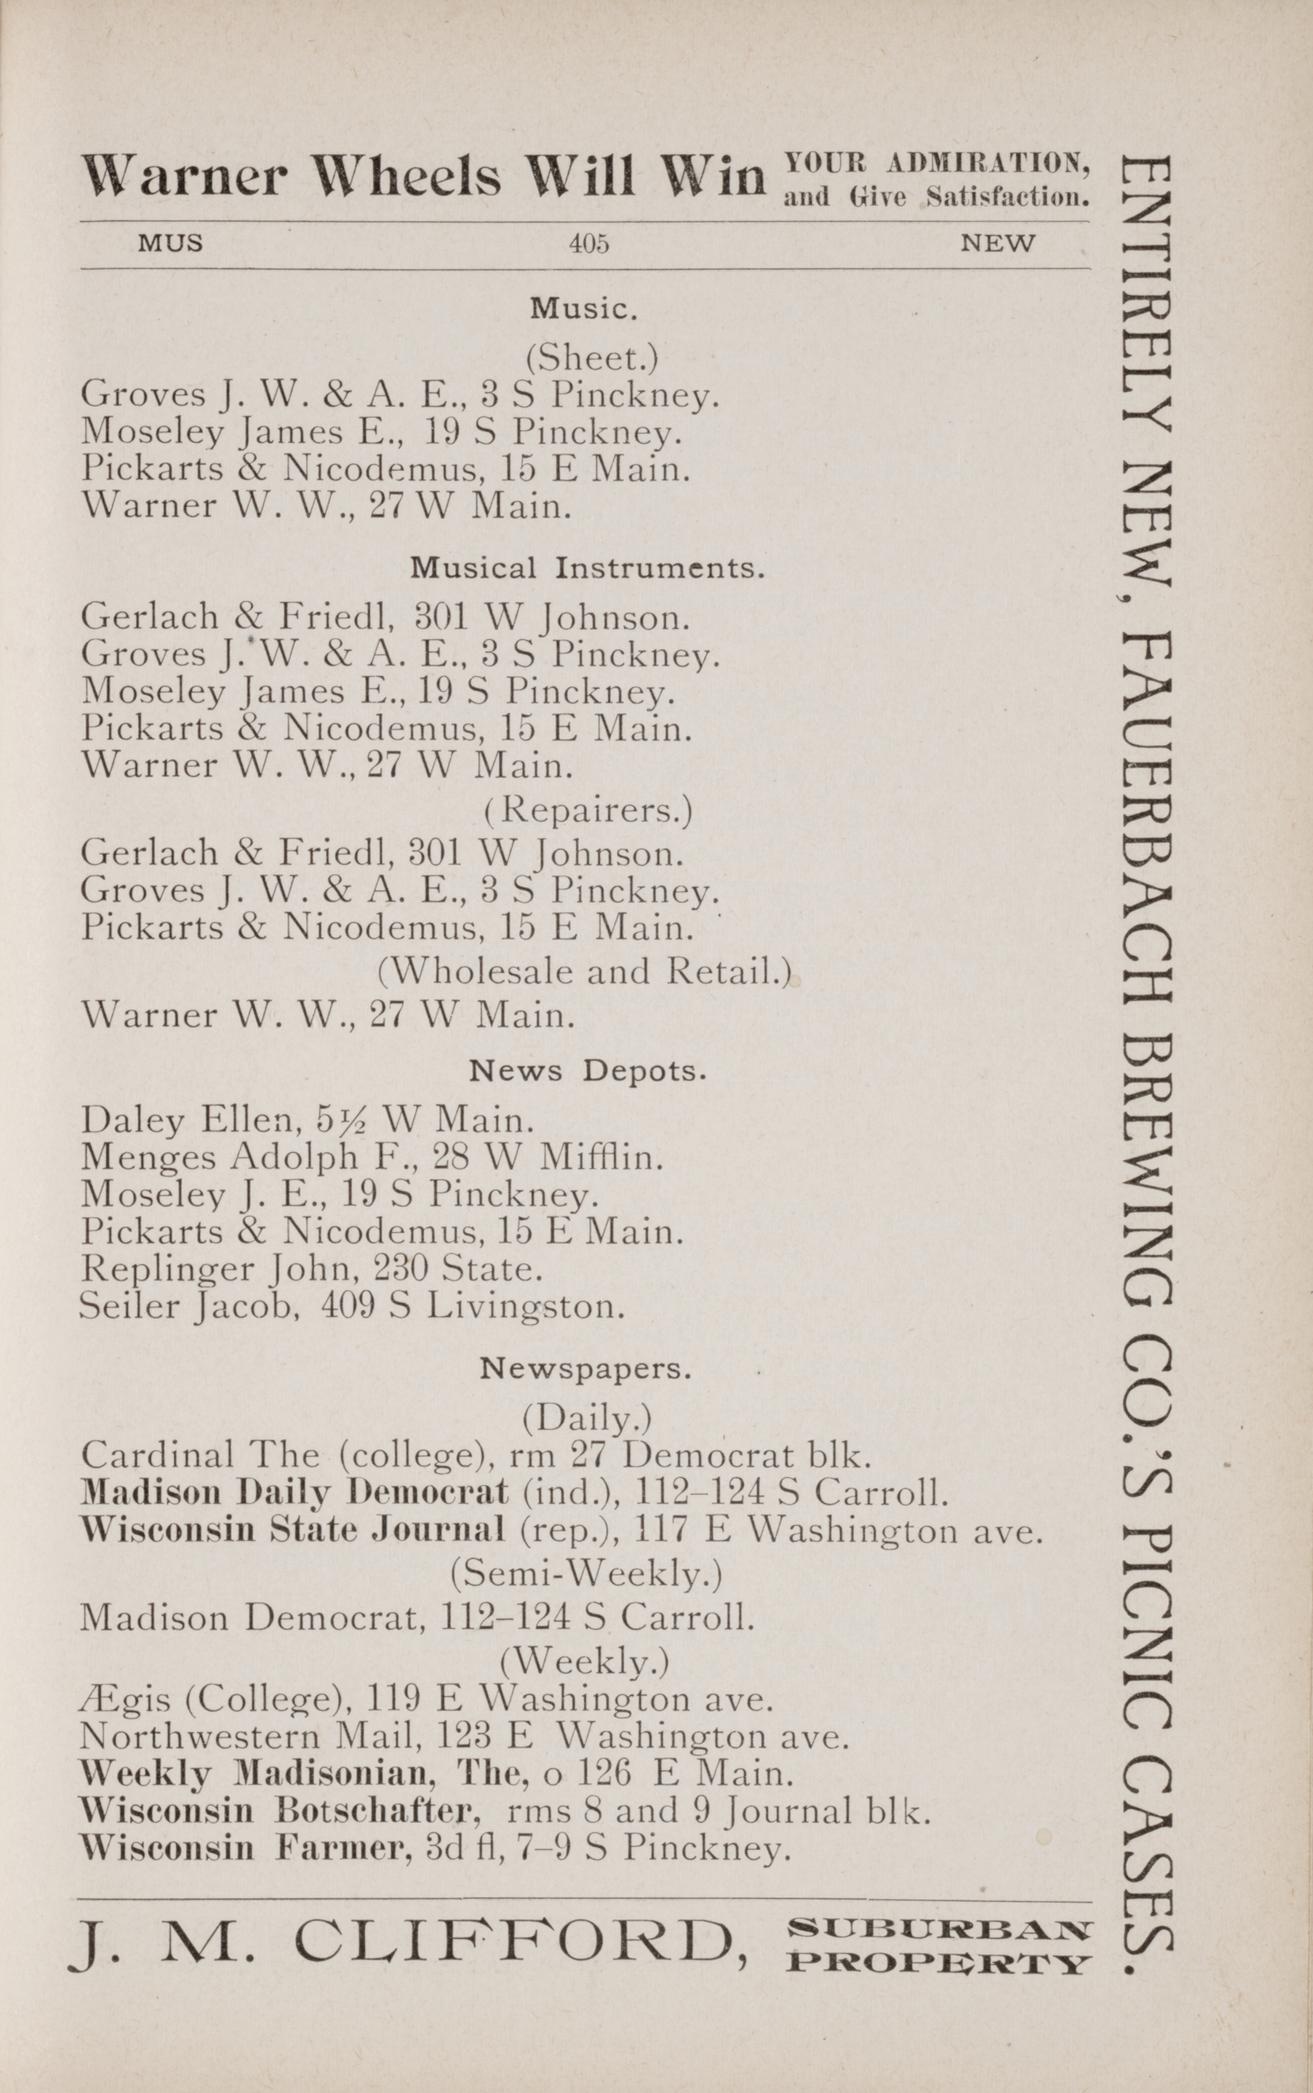 Warner Wheels Will Win YOUR ADMIRATION,
and Give Satisfaction.
MUS 405 NEW
Music.
(Sheet.)
Groves J. W. & A. E., 3 S Pinckney.
Moseley James E., 19 S Pinckney.
Pickarts & Nicodemus, 15 E Main.
Warner W. W., 27 W Main.
Musical Instruments.
Gerlach & Friedl, 301 W Johnson.
Groves J. W. & A. E., 3 S Pinckney.
Moseley James E., 19 S Pinckney.
Pickarts & Nicodemus, 15 E Main.
Warner W. W., 27 W Main.
(Repairers.)
Gerlach & Friedl, 301 W Johnson.
Groves J. W. & A. E., 3 S Pinckney.
Pickarts & Nicodemus, 15 E Main.
(Wholesale and Retail.)
Warner W. W., 27 W Main.
News Depots.
Daley Ellen, 5½ W Main.
Menges Adolph F., 28 W Mifflin.
Moseley J. E., 19 S Pinckney.
Pickarts & Nicodemus, 15 E Main.
Replinger John, 230 State.
Seiler Jacob, 409 S Livingston.
Newspapers.
(Daily.)
Cardinal The (college), rm 27 Democrat blk.
Madison Daily Democrat (ind.), 112–124 S Carroll.
Wisconsin State Journal (rep.), 117 E Washington ave.
(Semi-Weekly.)
Madison Democrat, 112–124 S Carroll.
(Weekly.)
Ægis (College), 119 E Washington ave.
Northwestern Mail, 123 E Washington ave.
Weekly Madisonian, The, o 126 E Main.
Wisconsin Botschafter, rms 8 and 9 Journal blk.
Wisconsin Farmer, 3d fl, 7–9 S Pinckney.
J. M. CLIFFORD, SUBURBAN
PROPERTY
ENTIRELY NEW, FAUERBACH BREWING CO.'S PICNIC CASES.